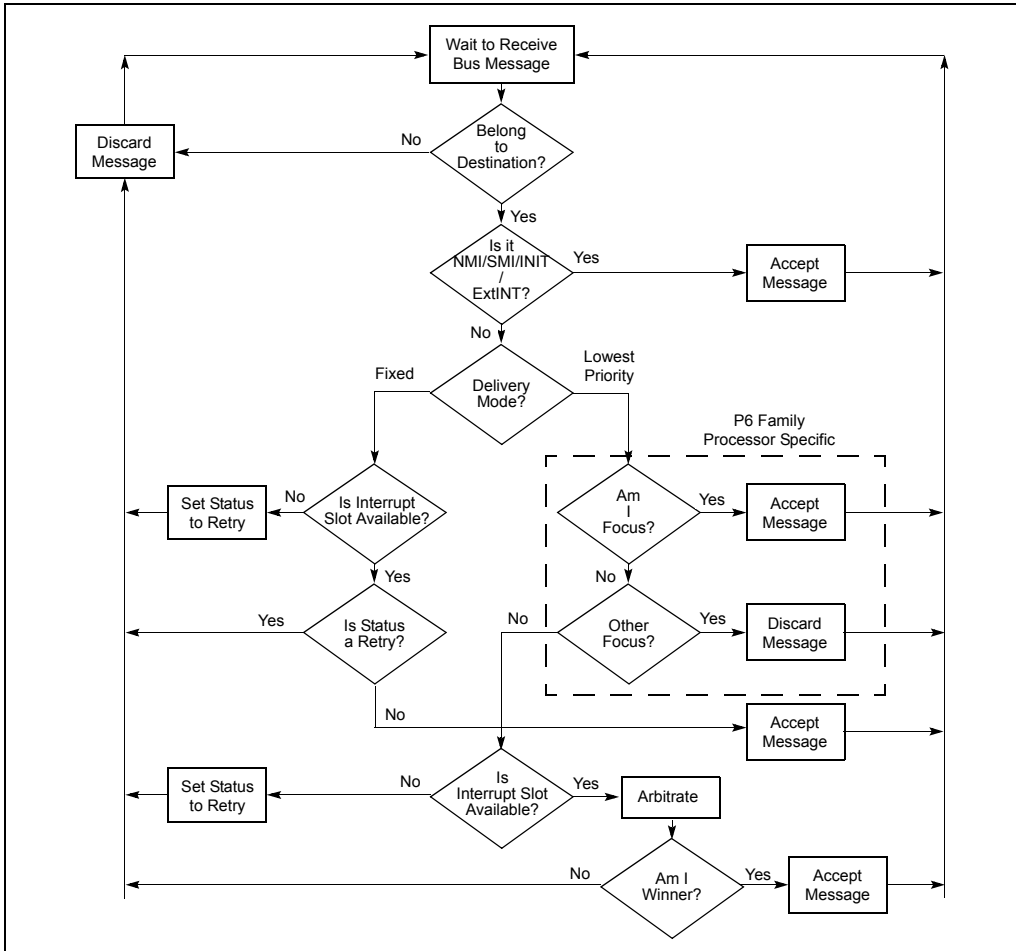 Wait to Receive
Bus Message
Discard
Message
No
Belong
to
Destination?
Yes
Is it
NMI/SMI/INIT
/
ExtINT?
Yes
Accept
Message
No
Fixed
Delivery
Mode?
Lowest
Priority
P6 Family
Processor Specific
Set Status
to Retry
No
Is Interrupt
Slot Available?
Am
I
Focus?
Yes
Accept
Message
Yes
No
Yes
Is Status
a Retry?
No
Other
Focus?
Yes
Discard
Message
No
Accept
Message
Set Status
to Retry
No
Is
Interrupt Slot
Available?
Yes
Arbitrate
No
Am I
Winner?
Yes
Accept
Message